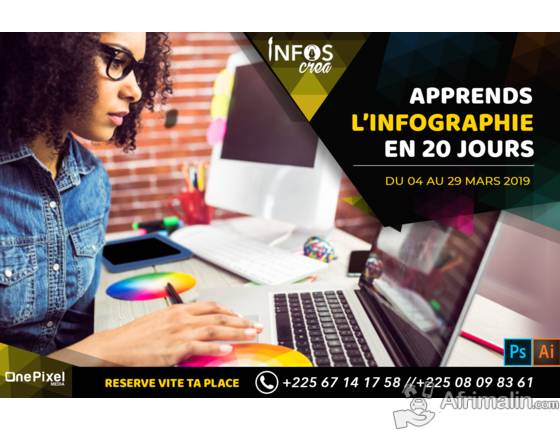 INFOS
crea
APPRENDS
L'INFOGRAPHIE
EN 20 JOURS
DU 04 AU 29 MARS 2019
Ps Ai
OnePixel
MEDIA
RESERVE VITE TA PLACE
+225 67 14 17 58 //+225 08 09 83 61
Afrimalin.com